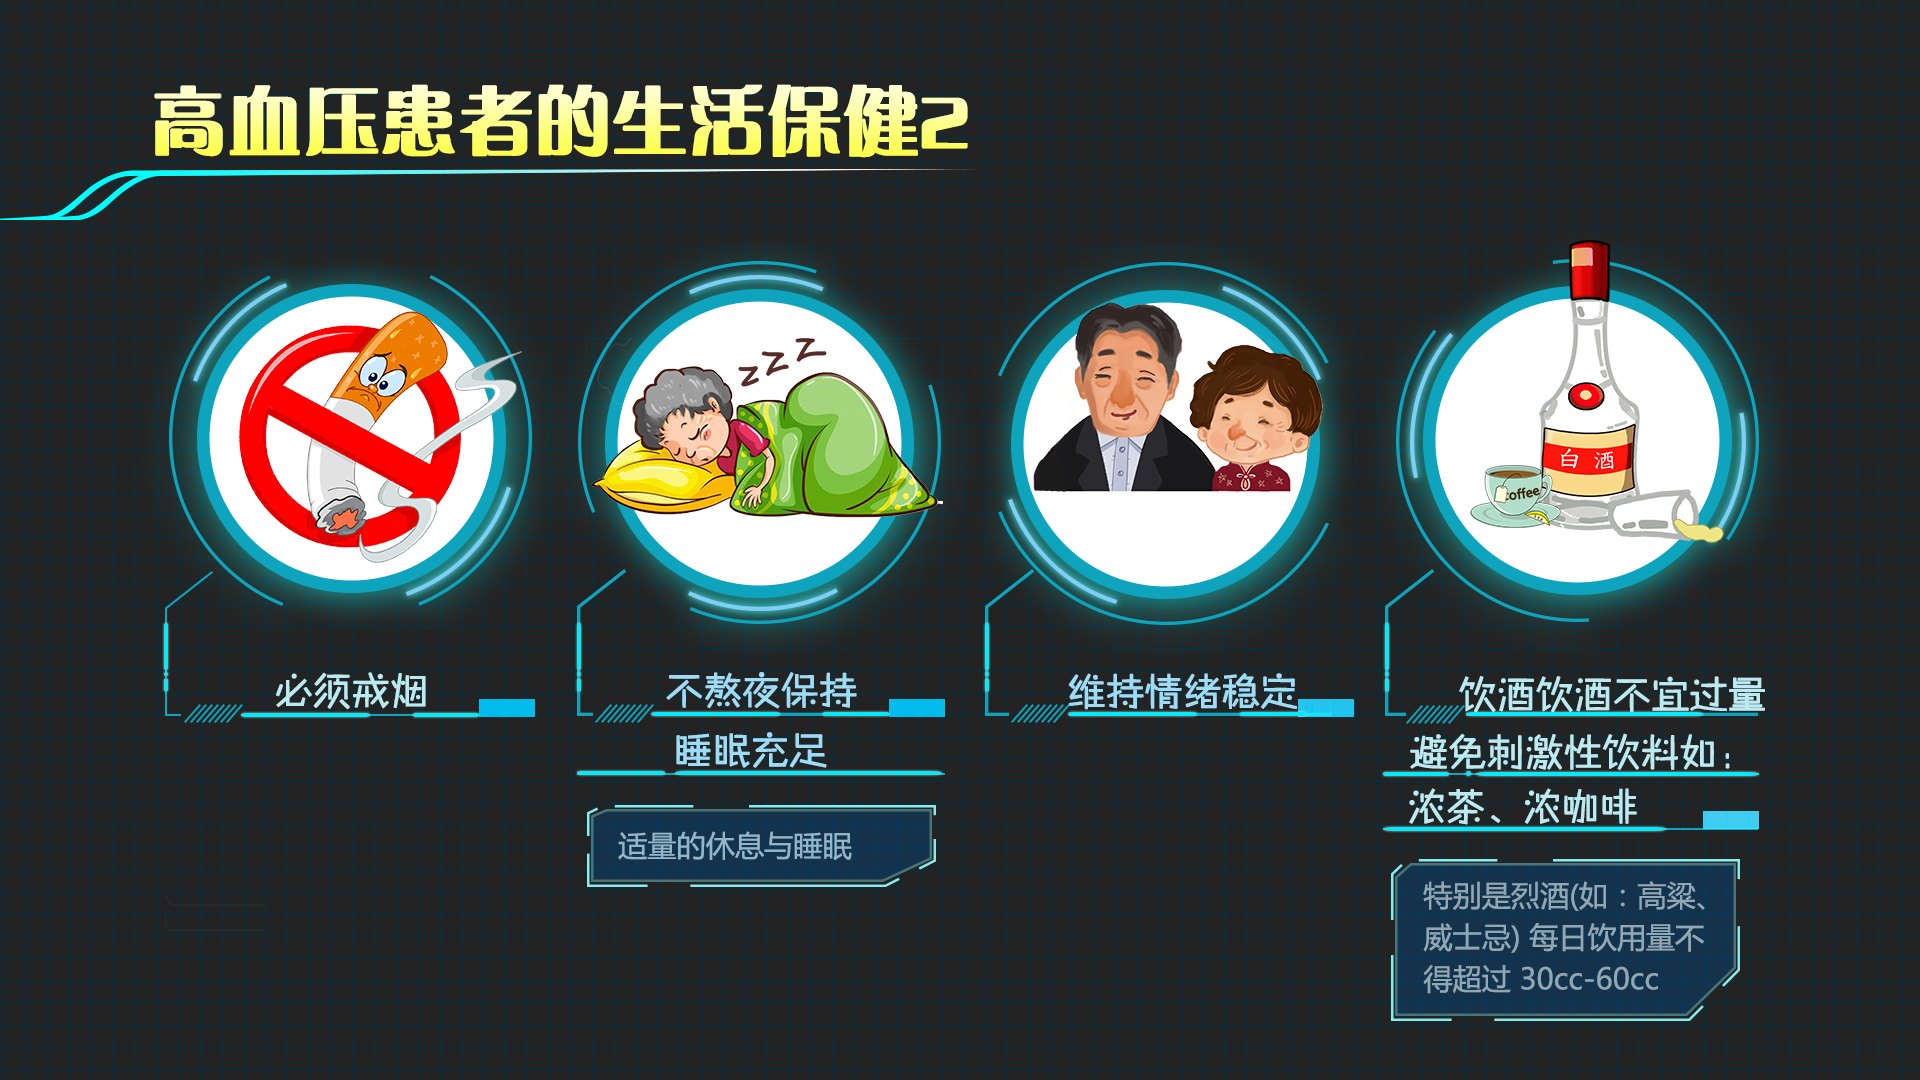 高血压患者的生活保健2
zzz
coffee
白 酒
必须戒烟
不熬夜保持
睡眠充足
适量的休息与睡眠
维持情绪稳定
饮酒饮酒不宜过量
避免刺激性饮料如：
浓茶、浓咖啡
特别是烈酒(如：高粱、
威士忌) 每日饮用量不
得超过 30cc-60cc